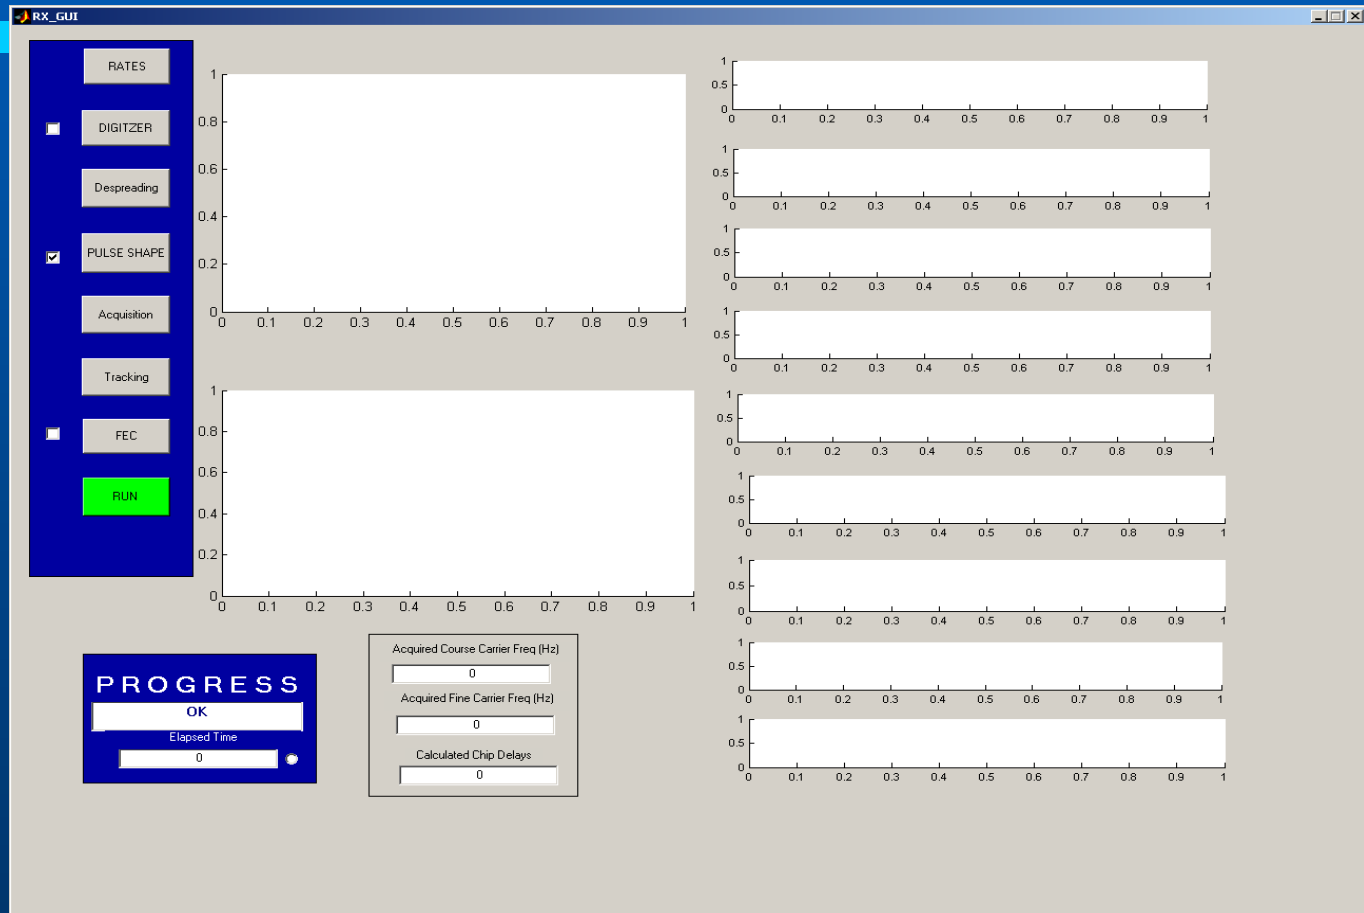 RX_GUI
RATES
DIGITZER
Despreading
PULSE SHAPE
Acquisition
Tracking
FEC
RUN
1
0.8
0.6
0.4
0.2
0
0 0.1 0.2 0.3 0.4 0.5 0.6 0.7 0.8 0.9 1
1
0.8
0.6
0.4
0.2
0
0 0.1 0.2 0.3 0.4 0.5 0.6 0.7 0.8 0.9 1
PROGRESS
OK
Elapsed Time
0
Acquired Course Carrier Freq (Hz)
0
Acquired Fine Carrier Freq (Hz)
0
Calculated Chip Delays
0
1
0.5
0
0 0.1 0.2 0.3 0.4 0.5 0.6 0.7 0.8 0.9 1
1
0.5
0
0 0.1 0.2 0.3 0.4 0.5 0.6 0.7 0.8 0.9 1
1
0.5
0
0 0.1 0.2 0.3 0.4 0.5 0.6 0.7 0.8 0.9 1
1
0.5
0
0 0.1 0.2 0.3 0.4 0.5 0.6 0.7 0.8 0.9 1
1
0.5
0
0 0.1 0.2 0.3 0.4 0.5 0.6 0.7 0.8 0.9 1
1
0.5
0
0 0.1 0.2 0.3 0.4 0.5 0.6 0.7 0.8 0.9 1
1
0.5
0
0 0.1 0.2 0.3 0.4 0.5 0.6 0.7 0.8 0.9 1
1
0.5
0
0 0.1 0.2 0.3 0.4 0.5 0.6 0.7 0.8 0.9 1
1
0.5
0
0 0.1 0.2 0.3 0.4 0.5 0.6 0.7 0.8 0.9 1